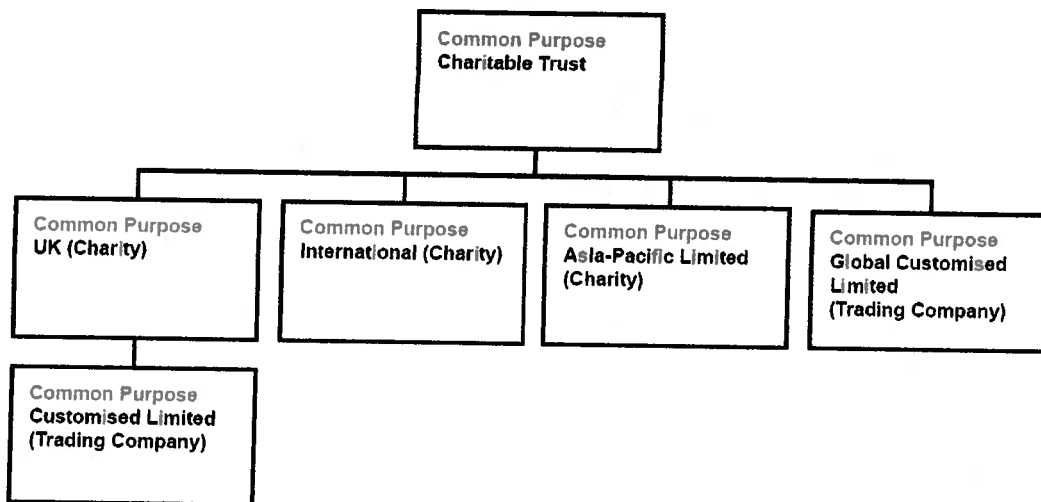 Common Purpose
Charitable Trust
Common Purpose
UK (Charity)
Common Purpose
International (Charity)
Common Purpose
Asia-Pacific Limited
(Charity)
Common Purpose
Global Customised
Limited
(Trading Company)
Common Purpose
Customised Limited
(Trading Company)